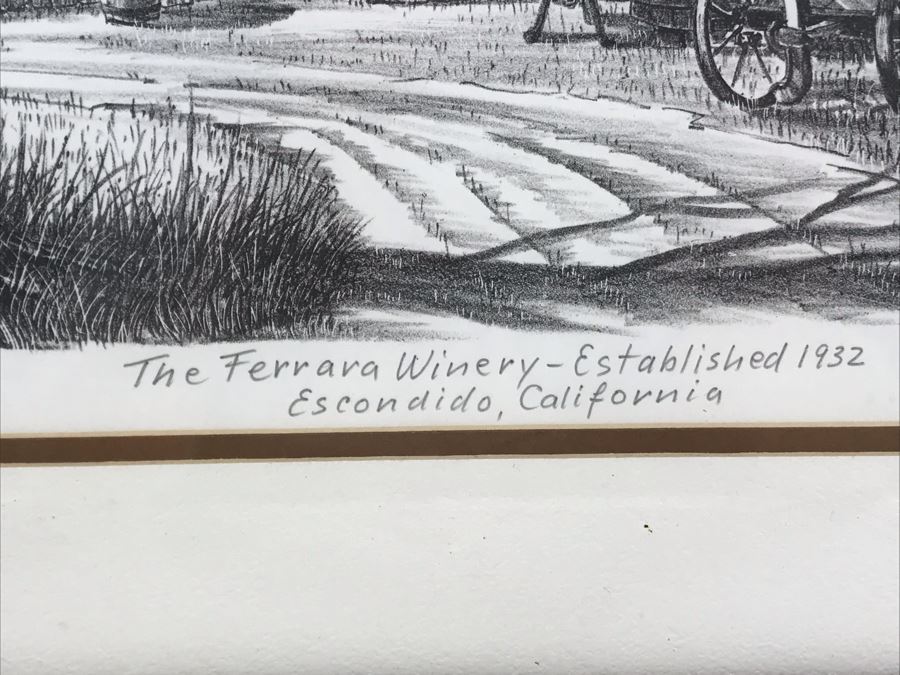 The Ferrara Winery - Established 1932
Escondido, California